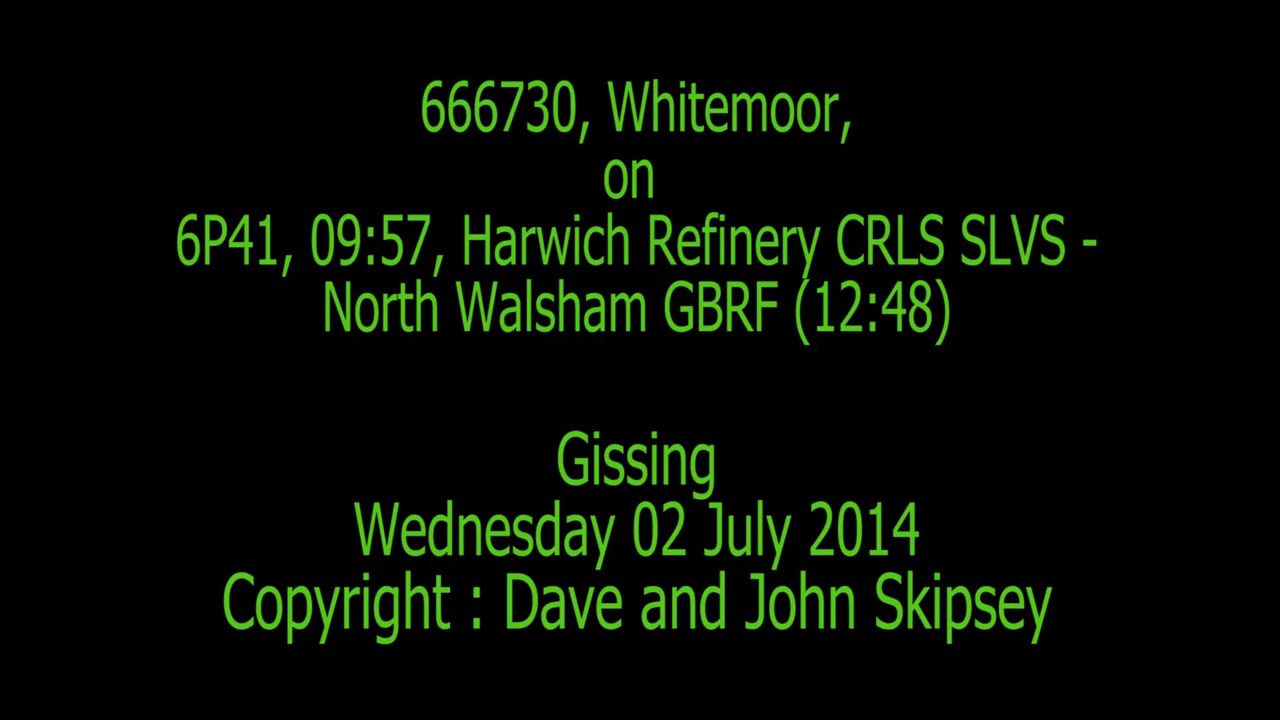 666730, Whitemoor,
on
6P41, 09:57, Harwich Refinery CRLS SLVS -
North Walsham GBRF (12:48)
Gissing
Wednesday 02 July 2014
Copyright : Dave and John Skipsey